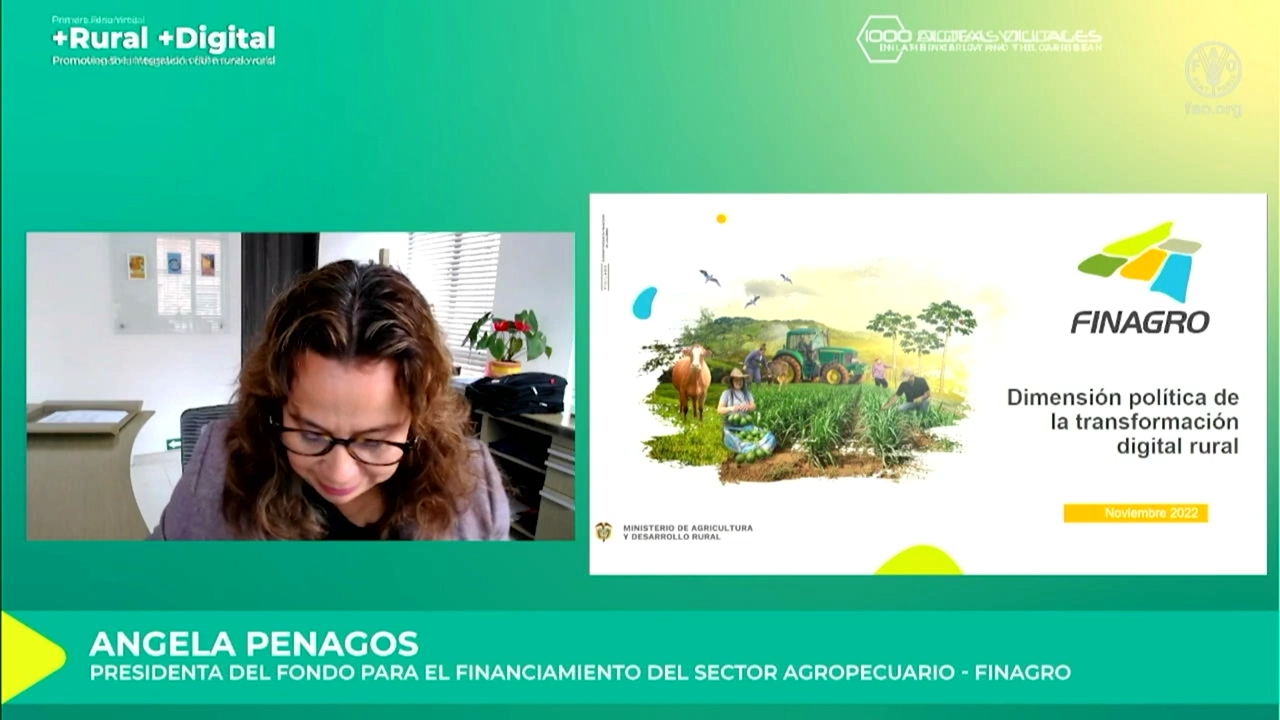 +Rural +Digital
fao.org
FINAGRO
Dimensión política de
la transformación
digital rural
Noviembre 2022
MINISTERIO DE AGRICULTURA
Y DESARROLLO RURAL
ANGELA PENAGOS
PRESIDENTA DEL FONDO PARA EL FINANCIAMIENTO DEL SECTOR AGROPECUARIO - FINAGRO